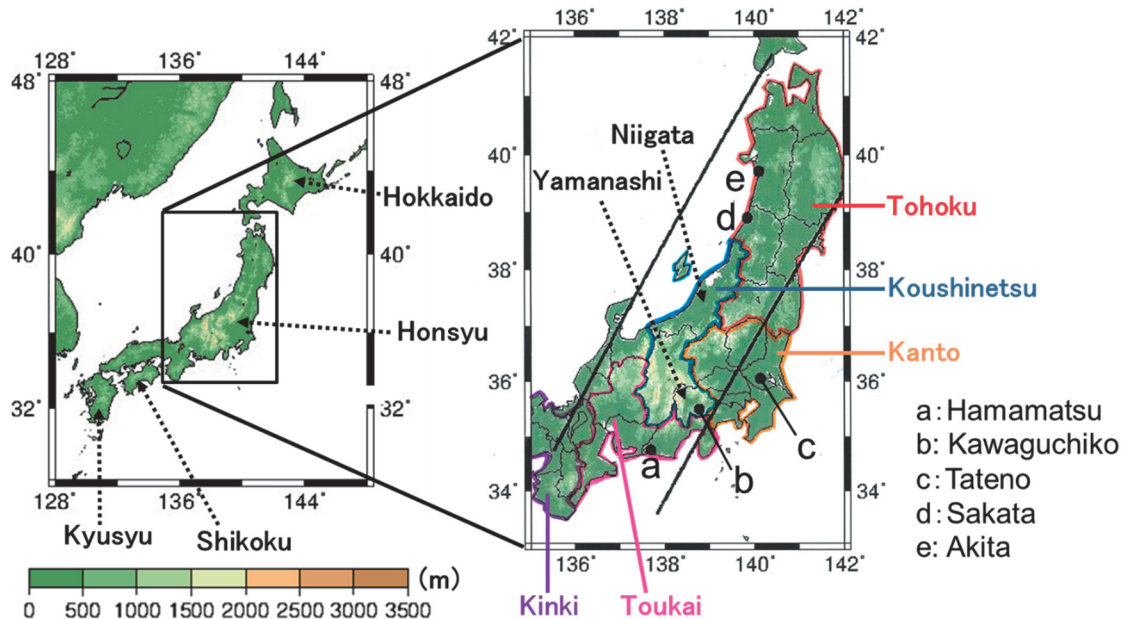 128° 136° 144°
48° 48°
40° 40°
32° 32°
128° 136° 144°
Hokkaido
Honsyu
Kyusyu
Shikoku
0 500 1000 1500 2000 2500 3000 3500
(m)
136° 138° 140° 142°
42° 42°
40° 40°
38° 38°
36° 36°
34° 34°
136° 138° 140° 142°
Niigata
Yamanashi
e
d
a
b
c
Tohoku
Koushinetsu
Kanto
Kinki
Toukai
a: Hamamatsu
b: Kawaguchiko
c: Tateno
d: Sakata
e: Akita